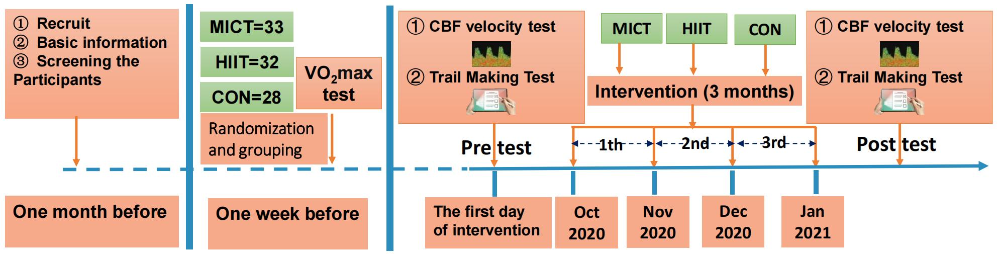 ① Recruit
② Basic information
③ Screening the
Participants
One month before
MICT=33
HIIT=32
CON=28
Randomization
and grouping
VO₂max
test
One week before
① CBF velocity test
② Trail Making Test
Pre test
The first day
of intervention
MICT
HIIT
CON
Intervention (3 months)
1th
2nd
3rd
Oct
2020
Nov
2020
Dec
2020
Jan
2021
① CBF velocity test
② Trail Making Test
Post test